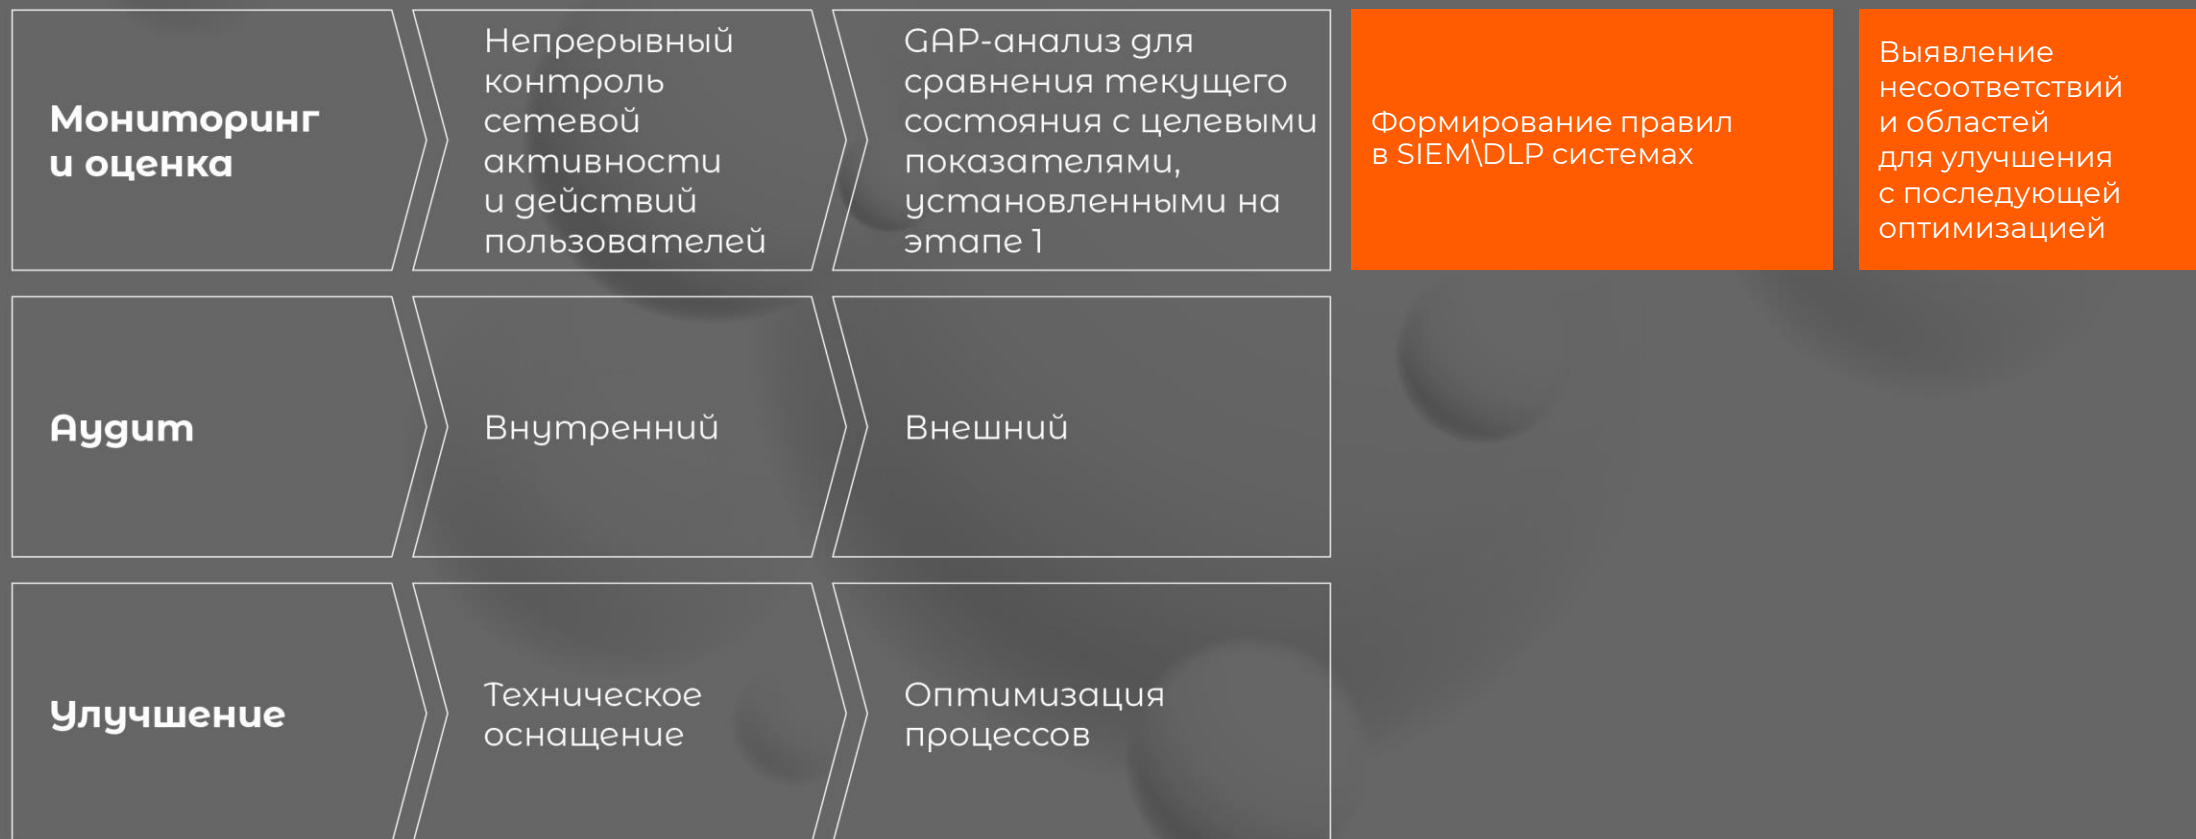 Мониторинг
и оценка
Непрерывный
контроль
сетевой
активности
и действий
пользователей
GAP-анализ для
сравнения текущего
состояния с целевыми
показателями,
установленными на
этапе 1
Формирование правил
в SIEM\DLP системах
Выявление
несоответствий
и областей
для улучшения
с последующей
оптимизацией
Аудит
Внутренний
Внешний
Улучшение
Техническое
оснащение
Оптимизация
процессов